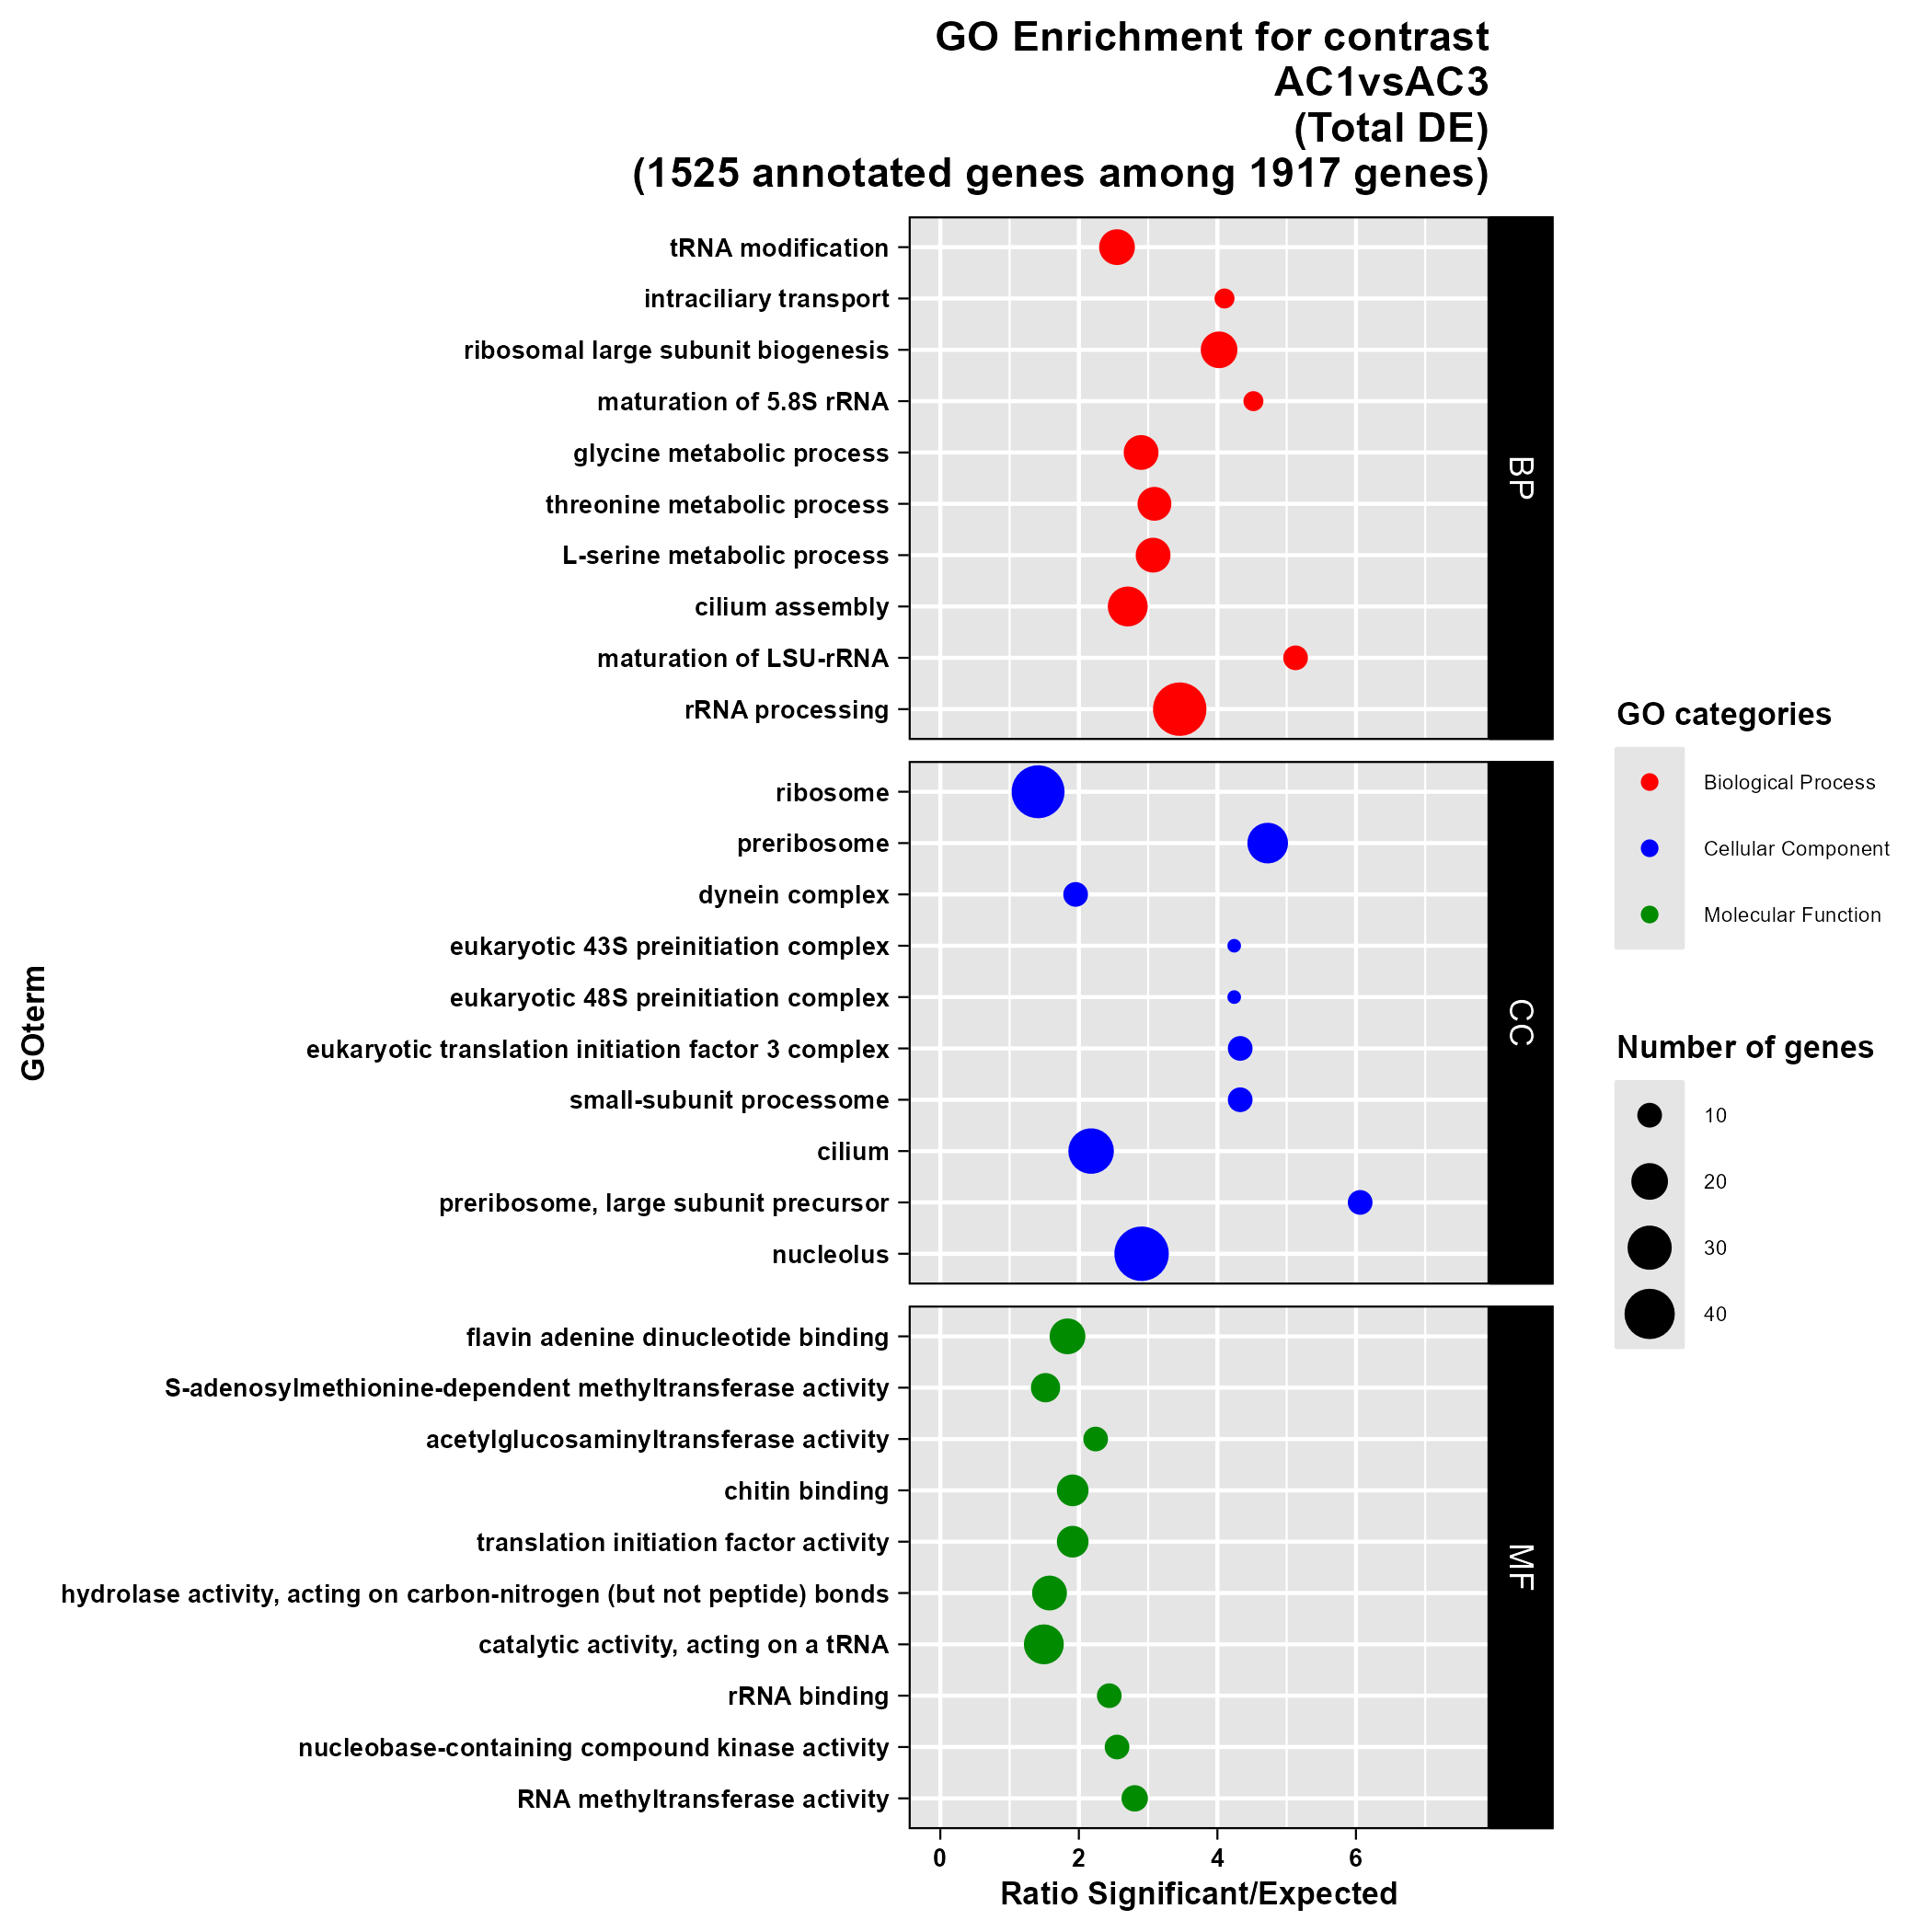 GO Enrichment for contrast
AC1vsAC3
(Total DE)
(1525 annotated genes among 1917 genes)
GOterm
tRNA modification
intraciliary transport
ribosomal large subunit biogenesis
maturation of 5.8S rRNA
glycine metabolic process
threonine metabolic process
L-serine metabolic process
cilium assembly
maturation of LSU-rRNA
rRNA processing
BP
ribosome
preribosome
dynein complex
eukaryotic 43S preinitiation complex
eukaryotic 48S preinitiation complex
eukaryotic translation initiation factor 3 complex
small-subunit processome
cilium
preribosome, large subunit precursor
nucleolus
CC
flavin adenine dinucleotide binding
S-adenosylmethionine-dependent methyltransferase activity
acetylglucosaminyltransferase activity
chitin binding
translation initiation factor activity
hydrolase activity, acting on carbon-nitrogen (but not peptide) bonds
catalytic activity, acting on a tRNA
rRNA binding
nucleobase-containing compound kinase activity
RNA methyltransferase activity
MF
0 2 4 6
Ratio Significant/Expected
GO categories
Biological Process
Cellular Component
Molecular Function
Number of genes
10
20
30
40